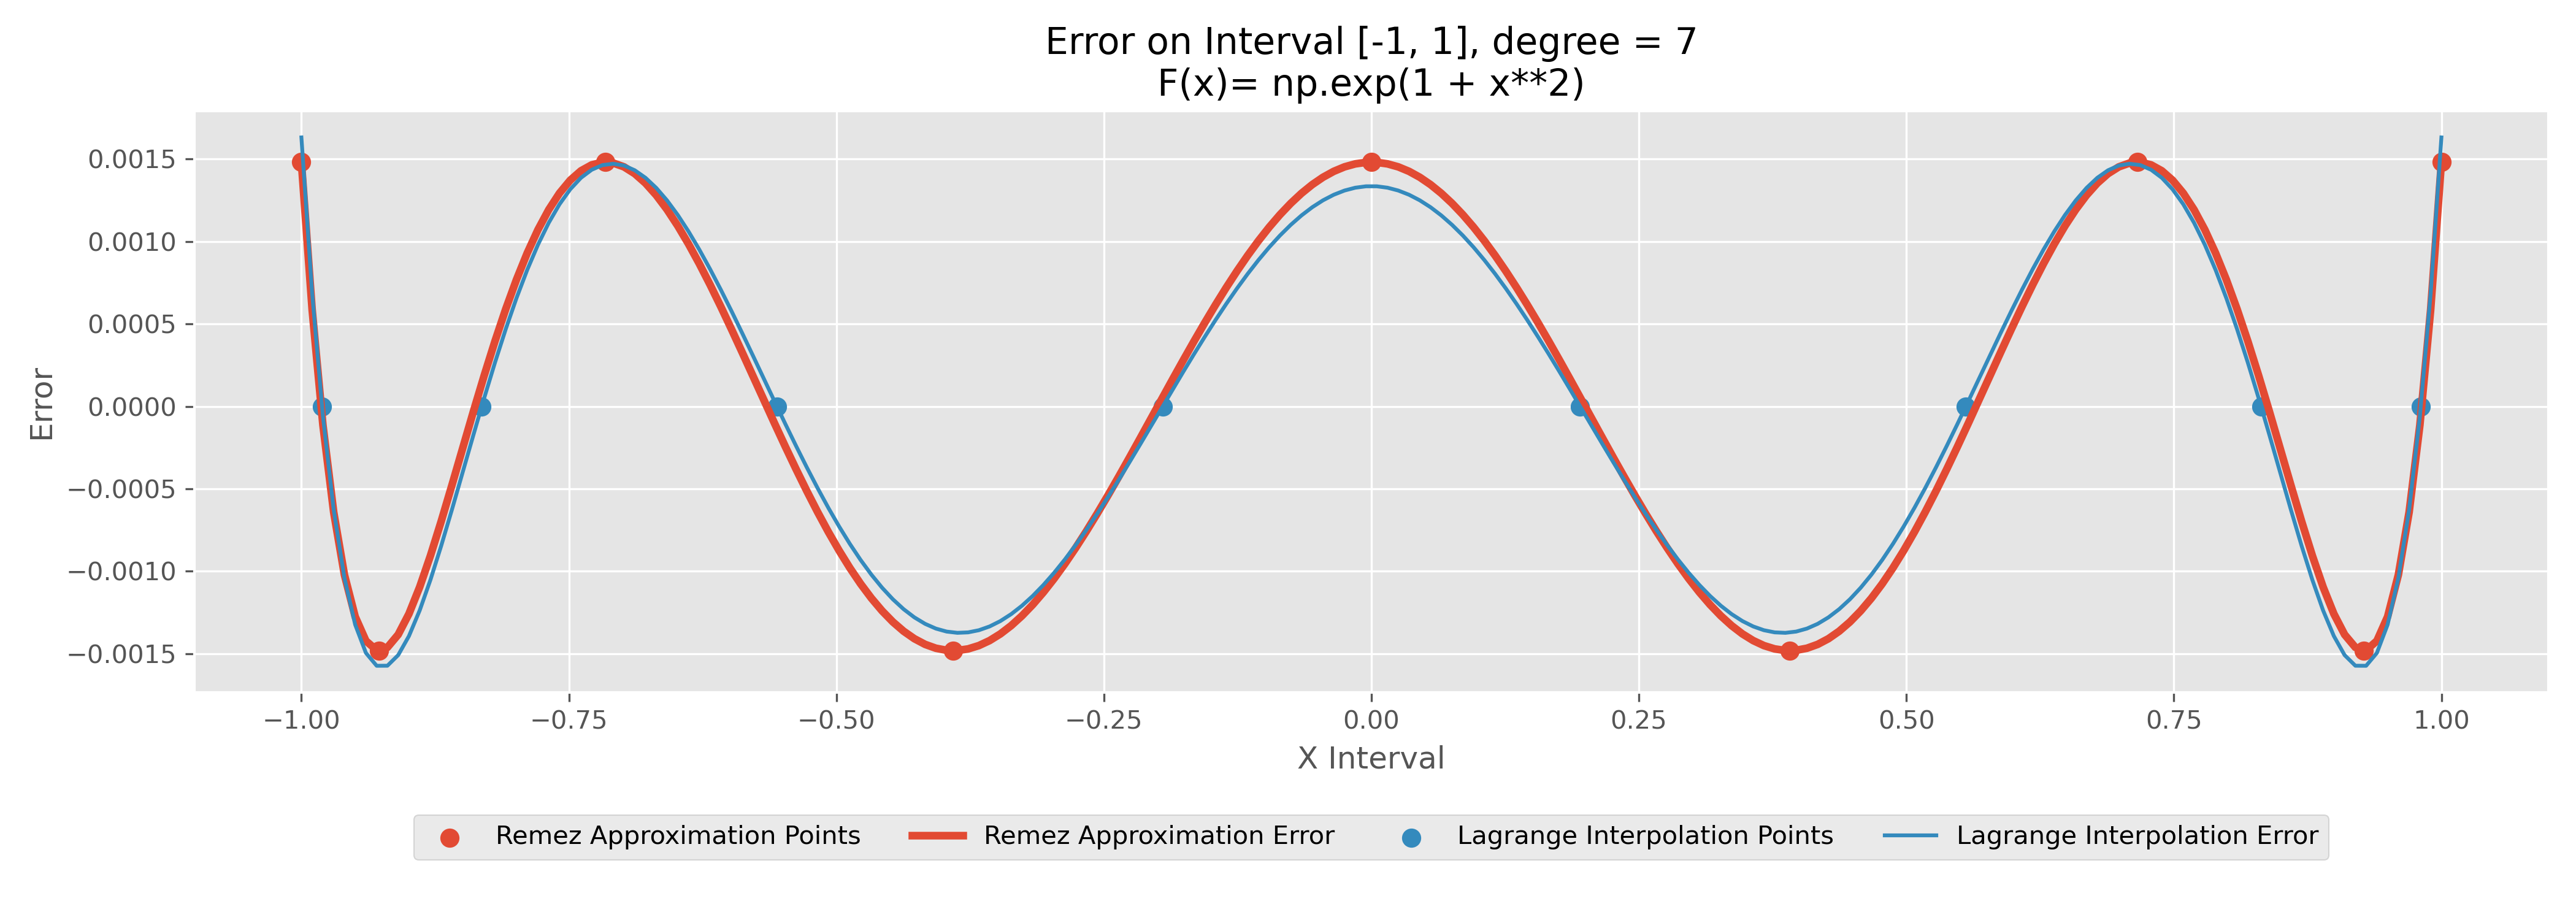 Error on Interval [-1, 1], degree = 7
F(x)= np.exp(1 + x**2)
0.0015
0.0010
0.0005
0.0000
−0.0005
−0.0010
−0.0015
Error
−1.00 −0.75 −0.50 −0.25 0.00 0.25 0.50 0.75 1.00
X Interval
Remez Approximation Points Remez Approximation Error Lagrange Interpolation Points Lagrange Interpolation Error